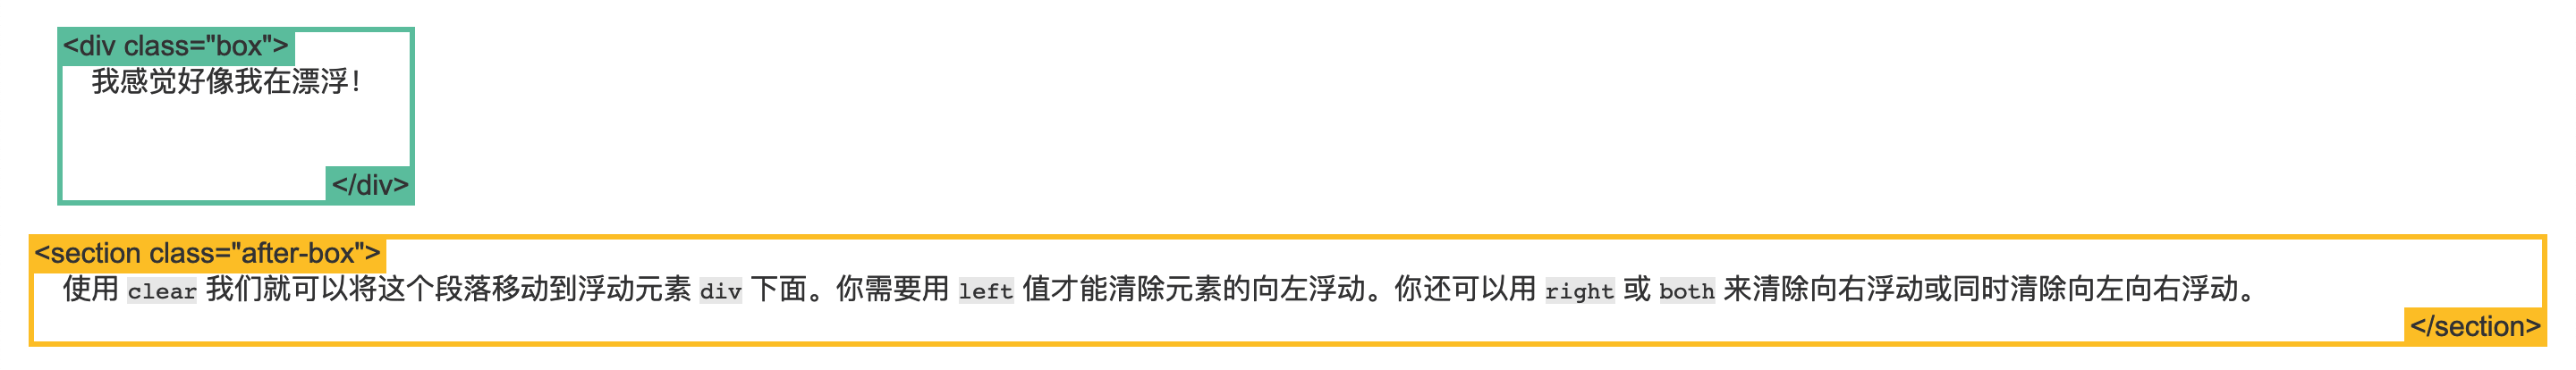 <div class="box">
我感觉好像我在漂浮！
</div>
<section class="after-box">
使用 clear 我们就可以将这个段落移动到浮动元素 div 下面。你需要用 left 值才能清除元素的向左浮动。你还可以用 right 或 both 来清除向右浮动或同时清除向左向右浮动。
</section>